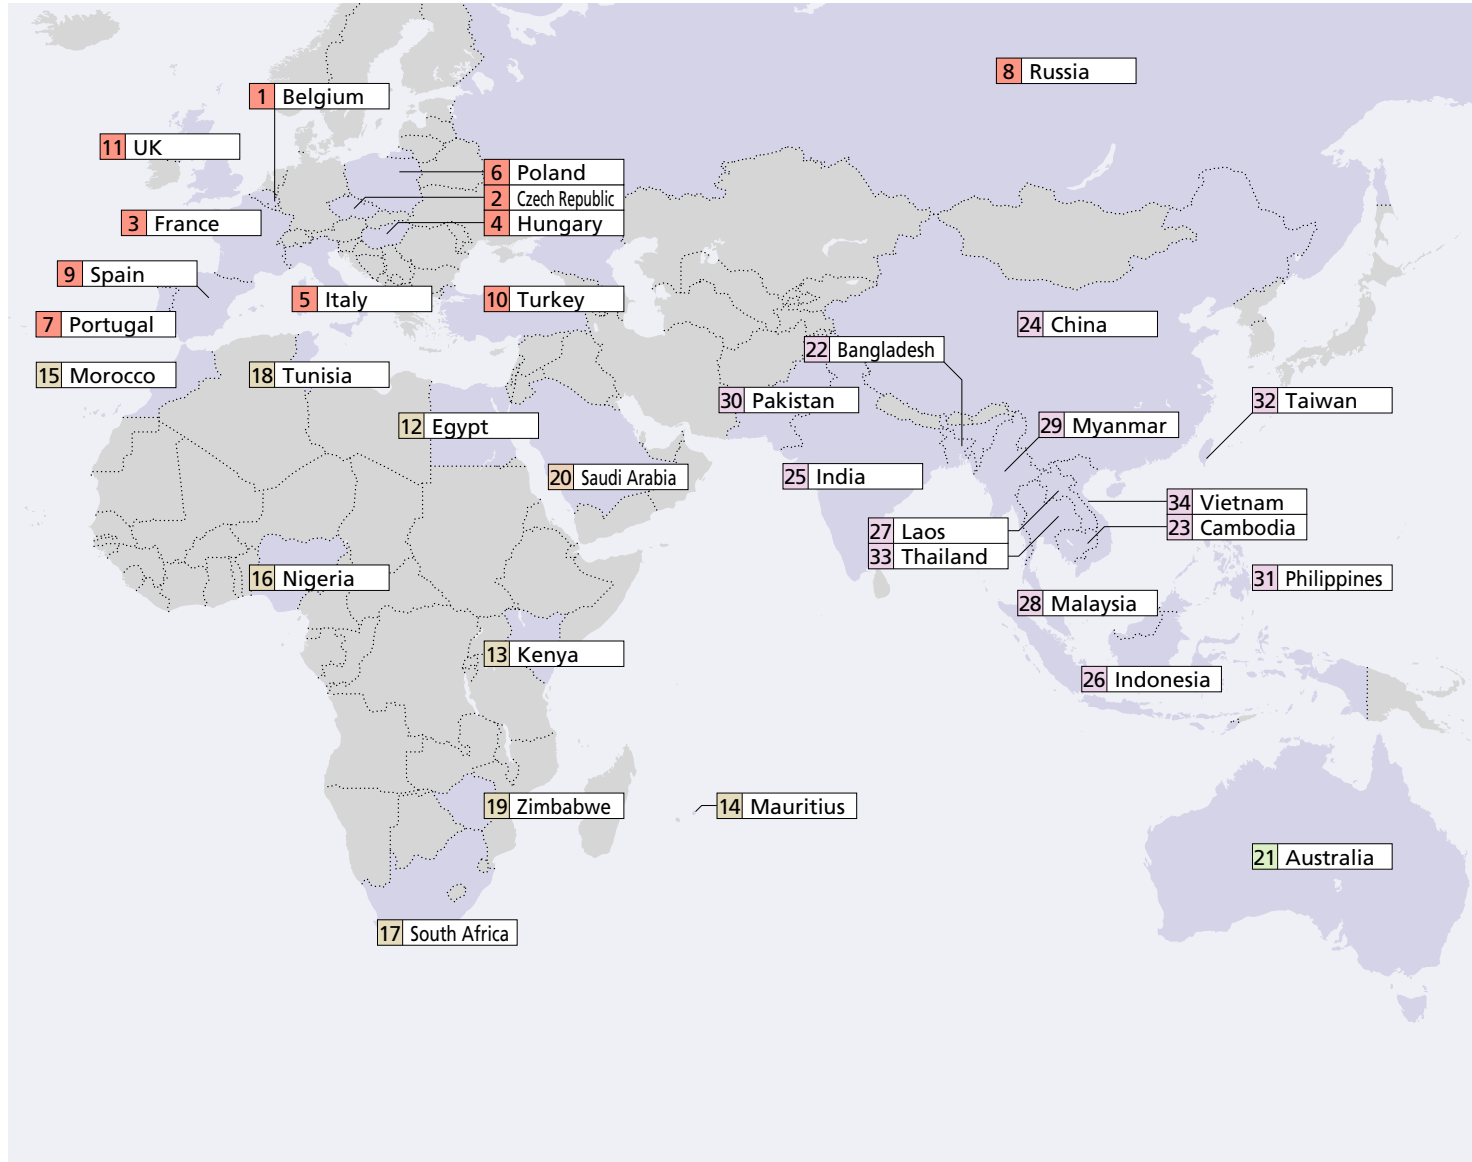 8 Russia
1 Belgium
11 UK
6 Poland
2 Czech Republic
3 France
4 Hungary
9 Spain
5 Italy
10 Turkey
7 Portugal
24 China
22 Bangladesh
15 Morocco
18 Tunisia
30 Pakistan
32 Taiwan
12 Egypt
29 Myanmar
20 Saudi Arabia
25 India
34 Vietnam
27 Laos
23 Cambodia
33 Thailand
16 Nigeria
31 Philippines
28 Malaysia
13 Kenya
26 Indonesia
19 Zimbabwe
14 Mauritius
21 Australia
17 South Africa